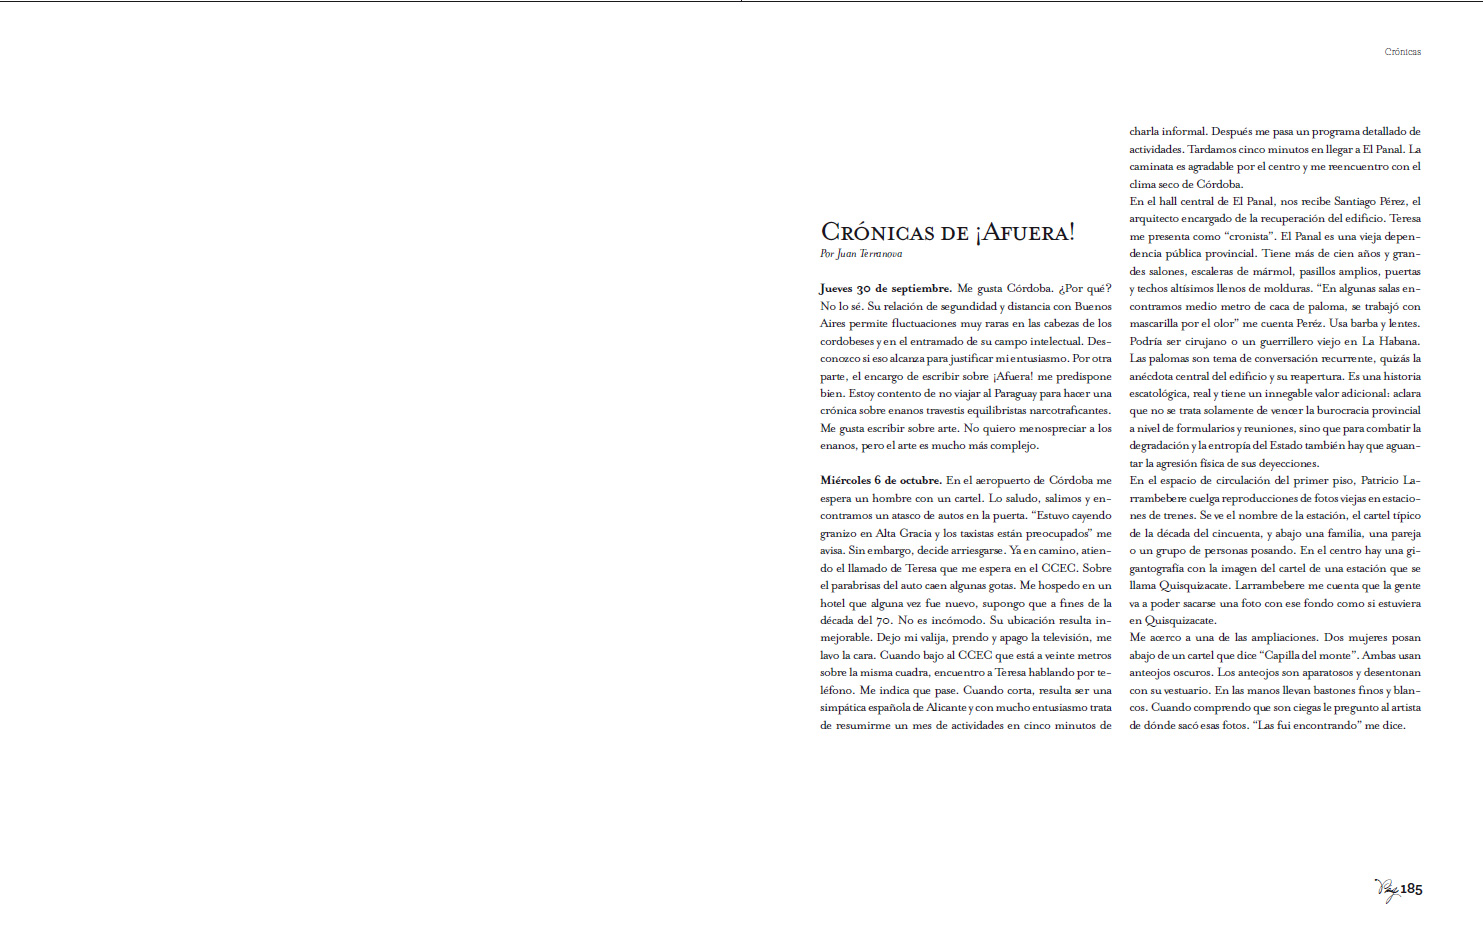 Crónicas
Crónicas de ¡Afuera!
Por Juan Terranova
Jueves 30 de septiembre. Me gusta Córdoba. ¿Por qué?
No lo sé. Su relación de segundidad y distancia con Buenos
Aires permite fluctuaciones muy raras en las cabezas de los
cordobeses y en el entramado de su campo intelectual. Des-
conozco si eso alcanza para justificar mi entusiasmo. Por otra
parte, el encargo de escribir sobre ¡Afuera! me predispone
bien. Estoy contento de no viajar al Paraguay para hacer una
crónica sobre enanos travestis equilibristas narcotraficantes.
Me gusta escribir sobre arte. No quiero menospreciar a los
enanos, pero el arte es mucho más complejo.
Miércoles 6 de octubre. En el aeropuerto de Córdoba me
espera un hombre con un cartel. Lo saludo, salimos y en-
contramos un atasco de autos en la puerta. “Estuvo cayendo
granizo en Alta Gracia y los taxistas están preocupados” me
avisa. Sin embargo, decide arriesgarse. Ya en camino, atien-
do el llamado de Teresa que me espera en el CCEC. Sobre
el parabrisas del auto caen algunas gotas. Me hospedo en un
hotel que alguna vez fue nuevo, supongo que a fines de la
década del 70. No es incómodo. Su ubicación resulta in-
mejorable. Dejo mi valija, prendo y apago la televisión, me
lavo la cara. Cuando bajo al CCEC que está a veinte metros
sobre la misma cuadra, encuentro a Teresa hablando por te-
léfono. Me indica que pase. Cuando corta, resulta ser una
simpática española de Alicante y con mucho entusiasmo trata
de resumirme un mes de actividades en cinco minutos de
charla informal. Después me pasa un programa detallado de
actividades. Tardamos cinco minutos en llegar a El Panal. La
caminata es agradable por el centro y me reencuentro con el
clima seco de Córdoba.
En el hall central de El Panal, nos recibe Santiago Pérez, el
arquitecto encargado de la recuperación del edificio. Teresa
me presenta como “cronista”. El Panal es una vieja depen-
dencia pública provincial. Tiene más de cien años y gran-
des salones, escaleras de mármol, pasillos amplios, puertas
y techos altísimos llenos de molduras. “En algunas salas en-
contramos medio metro de caca de paloma, se trabajó con
mascarilla por el olor” me cuenta Peréz. Usa barba y lentes.
Podría ser cirujano o un guerrillero viejo en La Habana.
Las palomas son tema de conversación recurrente, quizás la
anécdota central del edificio y su reapertura. Es una historia
escatológica, real y tiene un innegable valor adicional: aclara
que no se trata solamente de vencer la burocracia provincial
a nivel de formularios y reuniones, sino que para combatir la
degradación y la entropía del Estado también hay que aguan-
tar la agresión física de sus deyecciones.
En el espacio de circulación del primer piso, Patricio La-
rrambebere cuelga reproducciones de fotos viejas en estacio-
nes de trenes. Se ve el nombre de la estación, el cartel típico
de la década del cincuenta, y abajo una familia, una pareja
o un grupo de personas posando. En el centro hay una gi-
gantografía con la imagen del cartel de una estación que se
llama Quisquizacate. Larrambebere me cuenta que la gente
va a poder sacarse una foto con ese fondo como si estuviera
en Quisquizacate.
Me acerco a una de las ampliaciones. Dos mujeres posan
abajo de un cartel que dice “Capilla del monte”. Ambas usan
anteojos oscuros. Los anteojos son aparatosos y desentonan
con su vestuario. En las manos llevan bastones finos y blan-
cos. Cuando comprendo que son ciegas le pregunto al artista
de dónde sacó esas fotos. “Las fui encontrando” me dice.
Pág 185